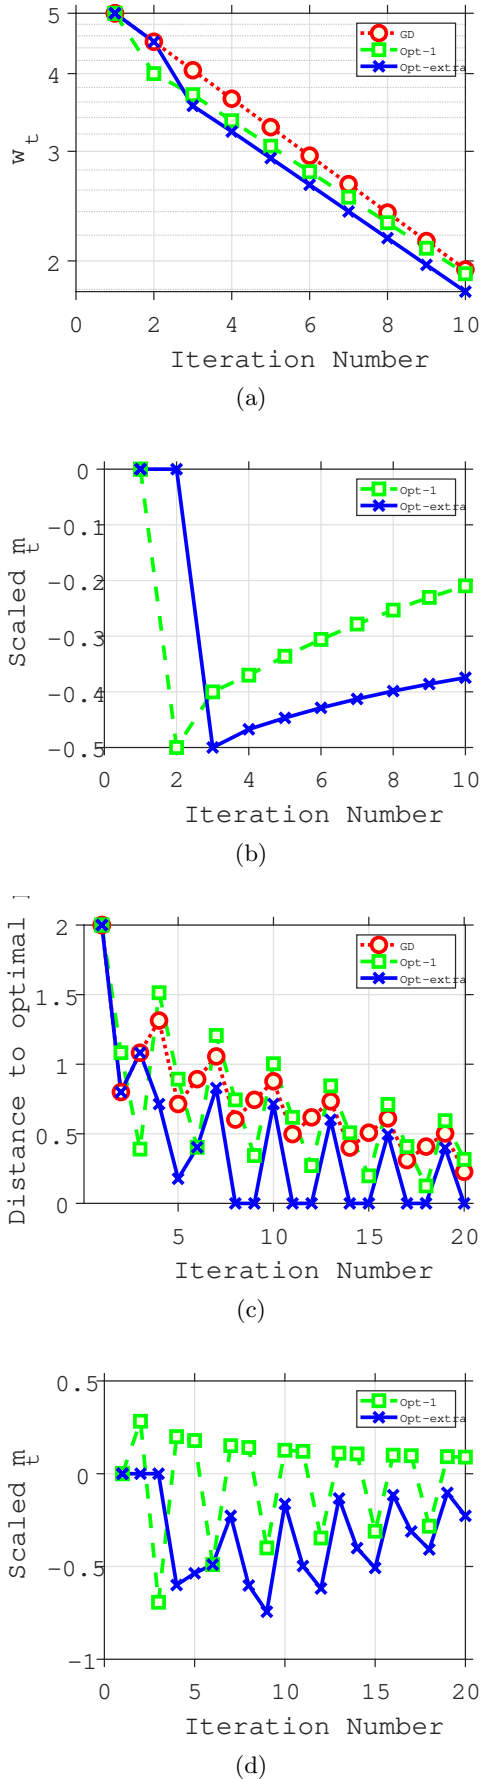 5
4
3
2
w t
GD
Opt-1
Opt-extra
0 2 4 6 8 10
Iteration Number
(a)
0
-0.1
-0.2
-0.3
-0.4
-0.5
Scaled m t
Opt-1
Opt-extra
0 2 4 6 8 10
Iteration Number
(b)
2
1.5
1
0.5
0
Distance to optimal
GD
Opt-1
Opt-extra
5 10 15 20
Iteration Number
(c)
0.5
0
-0.5
-1
Scaled m t
Opt-1
Opt-extra
0 5 10 15 20
Iteration Number
(d)